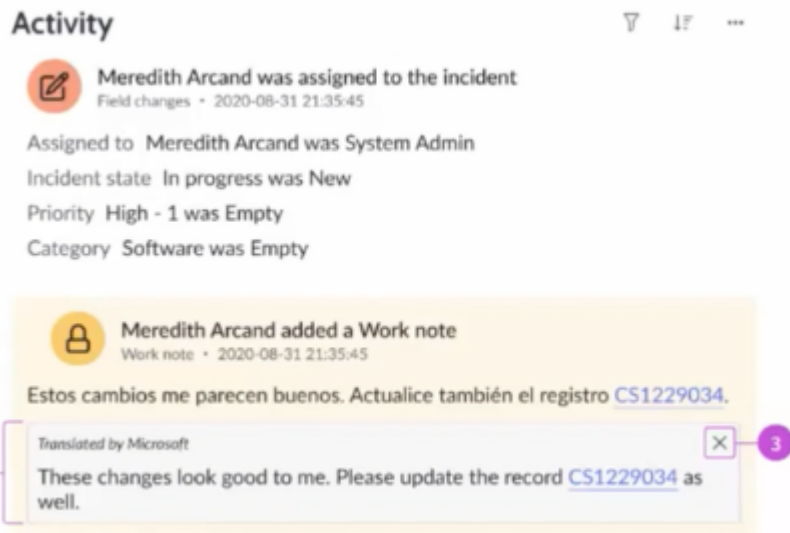 Activity
Meredith Arcand was assigned to the incident
Field changes • 2020-08-31 21:35:45
Assigned to Meredith Arcand was System Admin
Incident state In progress was New
Priority High - 1 was Empty
Category Software was Empty
Meredith Arcand added a Work note
Work note • 2020-08-31 21:35:45
Estos cambios me parecen buenos. Actualice también el registro CS1229034.
Translated by Microsoft
3
These changes look good to me. Please update the record CS1229034 as
well.